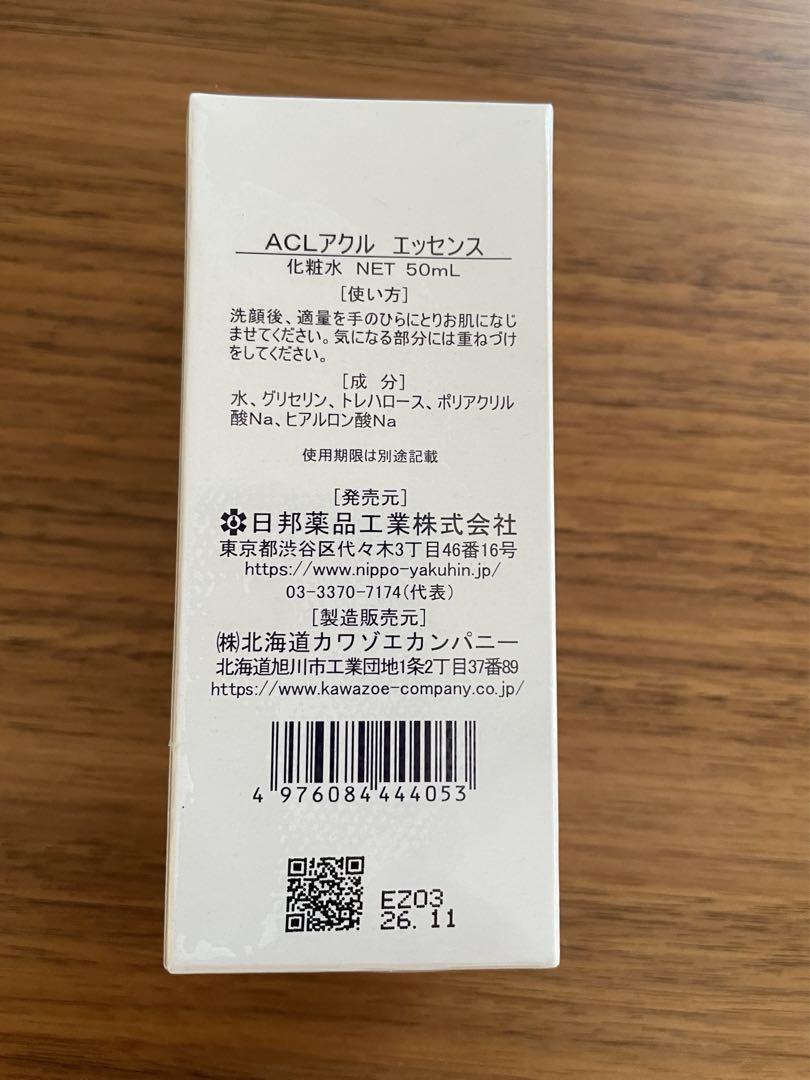 ACLアクル エッセンス
化粧水 NET 50mL
[使い方]
洗顔後、適量を手のひらにとりお肌になじ
ませてください。気になる部分には重ねづけ
をしてください。
[成 分]
水、グリセリン、トレハロース、ポリアクリル
酸Na、ヒアルロン酸Na
使用期限は別途記載
[発売元]
日邦薬品工業株式会社
東京都渋谷区代々木3丁目46番16号
https://www.nippo-yakuhin.jp/
03-3370-7174(代表)
[製造販売元]
㈱北海道カワゾエカンパニー
北海道旭川市工業団地1条2丁目37番89
https://www.kawazoe-company.co.jp/
4 976084 444053
EZ03
26.11